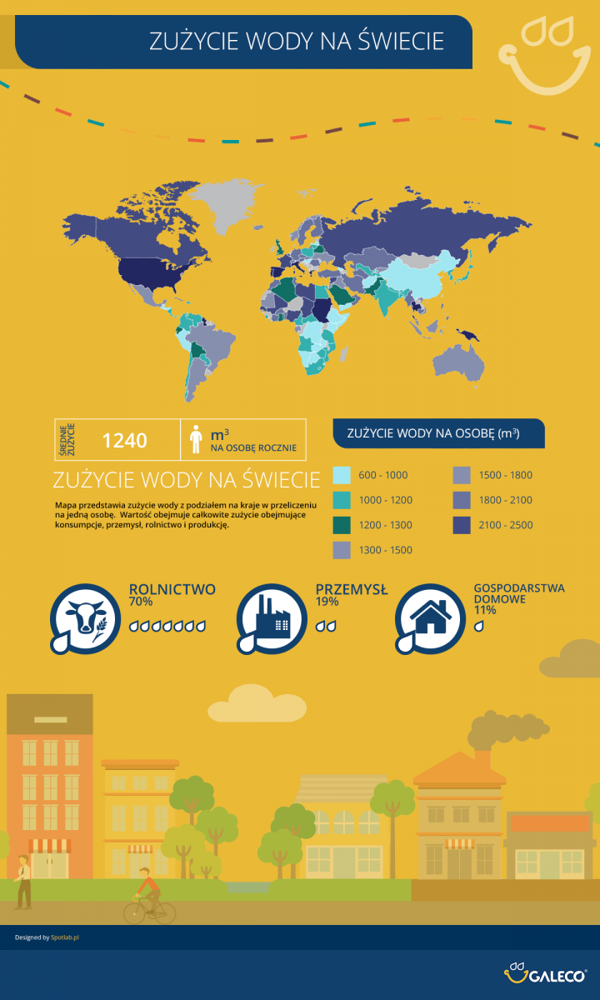 ZUŻYCIE WODY NA ŚWIECIE
ŚREDNIE
ZUŻYCIE
1240
m³
NA OSOBĘ ROCZNIE
ZUŻYCIE WODY NA ŚWIECIE
Mapa przedstawia zużycie wody z podziałem na kraje w przeliczeniu
na jedną osobę. Wartość obejmuje całkowite zużycie obejmujące
konsumpcje, przemysł, rolnictwo i produkcję.
ZUŻYCIE WODY NA OSOBĘ (m³)
600 - 1000
1000 - 1200
1200 - 1300
1300 - 1500
1500 - 1800
1800 - 2100
2100 - 2500
ROLNICTWO
70%
PRZEMYSŁ
19%
GOSPODARSTWA
DOMOWE
11%
Designed by Spotlab.pl
GALECO®